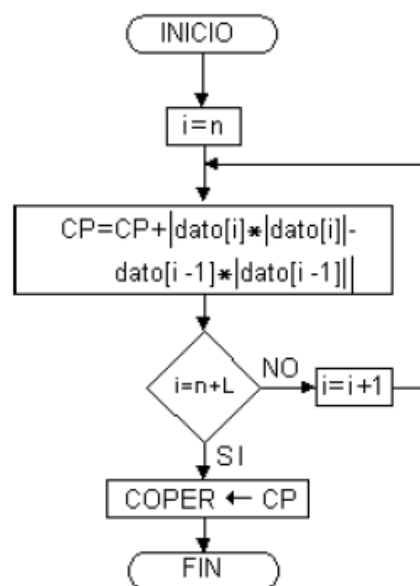 INICIO
i=n
CP=CP+|dato[i]*|dato[i]|-
dato[i -1]*|dato[i -1]||
i=n+L
NO
i=i+1
SI
COPER ← CP
FIN